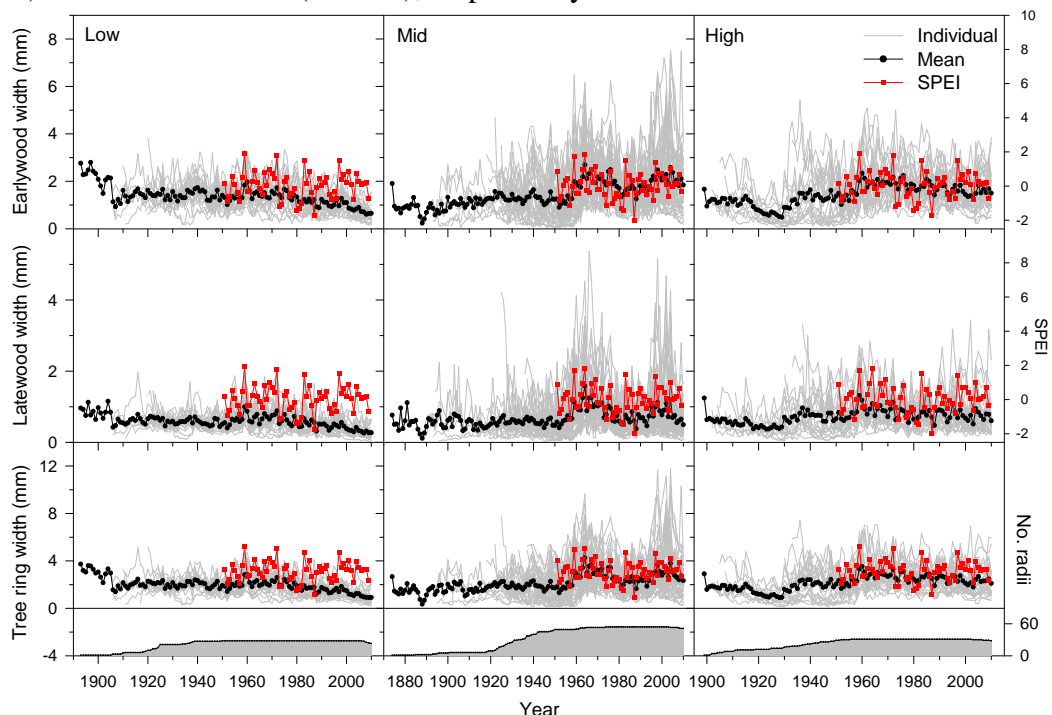 Low
Mid
High
Individual
Mean
SPEI
Earlywood width (mm)
8
6
4
2
0
10
8
6
4
2
0
-2
Latewood width (mm)
4
2
0
SPEI
8
6
4
2
0
-2
Tree ring width (mm)
12
8
4
0
-4
No. radii
60
0
1900 1920 1940 1960 1980 2000
1880 1900 1920 1940 1960 1980 2000
1900 1920 1940 1960 1980 2000
Year